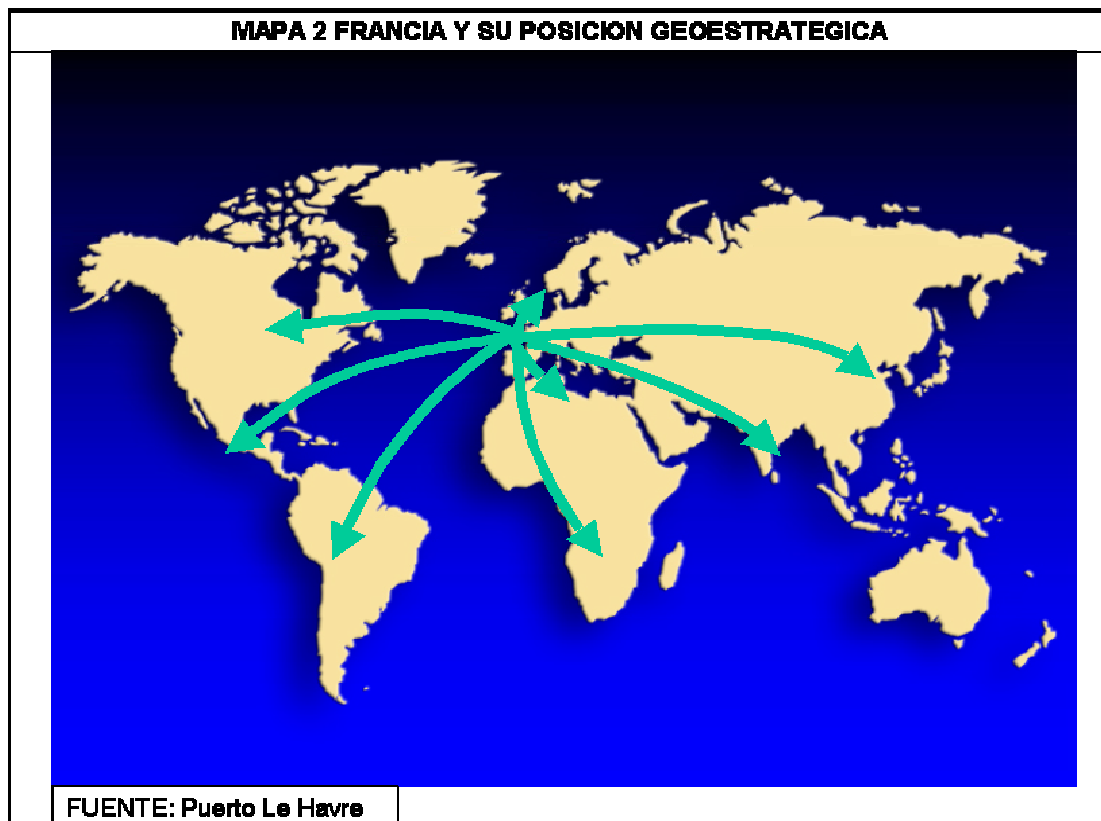 MAPA 2 FRANCIA Y SU POSICION GEOESTRATEGICA
FUENTE: Puerto Le Havre